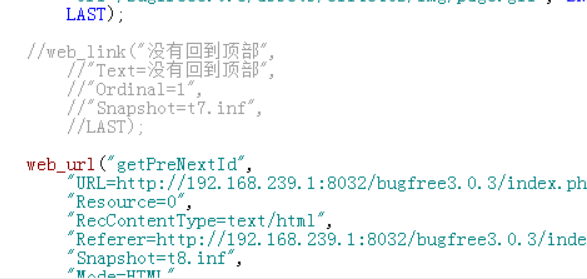 LAST);
//web_link("没有回到顶部",
//"Text=没有回到顶部",
//"Ordinal=1",
//"Snapshot=t7.inf",
//LAST);
web_url("getPreNextId",
"URL=http://192.168.239.1:8032/bugfree3.0.3/index.ph
"Resource=0",
"RecContentType=text/html",
"Referer=http://192.168.239.1:8032/bugfree3.0.3/inde
"Snapshot=t8.inf",
"Mode=HTML"